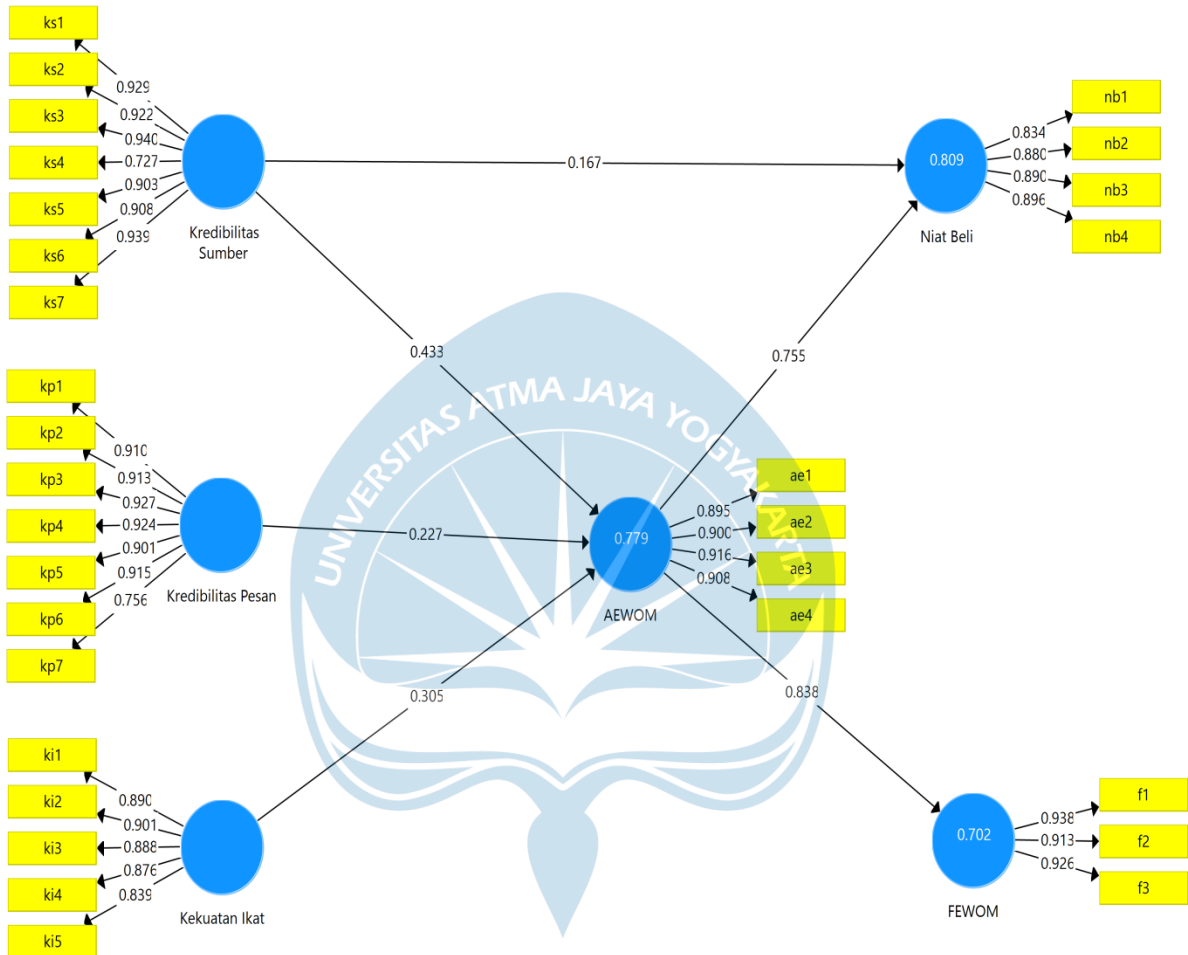 ks1
ks2
ks3
ks4
ks5
ks6
ks7
0.929
0.922
0.940
0.727
0.903
0.908
0.939
Kredibilitas
Sumber
0.167
0.433
0.809
Niat Beli
0.834
0.880
0.890
0.896
nb1
nb2
nb3
nb4
0.755
kp1
kp2
kp3
kp4
kp5
kp6
kp7
0.910
0.913
0.927
0.924
0.901
0.915
0.756
Kredibilitas Pesan
0.227
UNIVERSITAS ATMA JAYA YOGYAKARTA
0.779
AEWOM
0.895
0.900
0.916
0.908
ae1
ae2
ae3
ae4
0.305
0.838
ki1
ki2
ki3
ki4
ki5
0.890
0.901
0.888
0.876
0.839
Kekuatan Ikat
0.702
FEWOM
0.938
0.913
0.926
f1
f2
f3